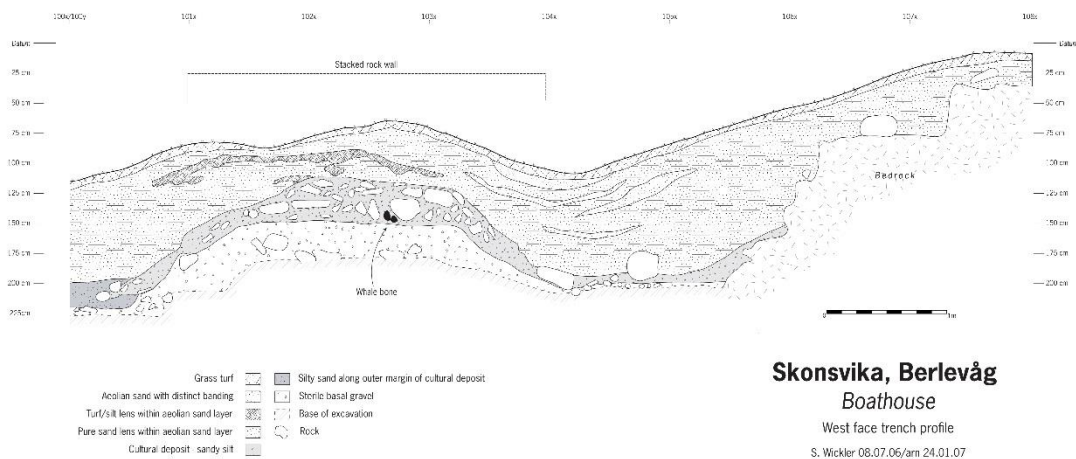 100x/100y 101x 102x 103x 104x 105x 106x 107x 108x
Datum Datum
Stacked rock wall
25 cm 25 cm
50 cm 50 cm
75 cm 75 cm
100 cm 100 cm
125 cm 125 cm
150 cm 150 cm
175 cm 175 cm
200 cm 200 cm
225 cm
Bedrock
Whale bone
0 1m
Grass turf
Aeolian sand with distinct banding
Turf/silt lens within aeolian sand layer
Pure sand lens within aeolian sand layer
Cultural deposit - sandy silt
Silty sand along outer margin of cultural deposit
Sterile basal gravel
Base of excavation
Rock
Skonsvika, Berlevåg
Boathouse
West face trench profile
S. Wickler 08.07.06/arn 24.01.07